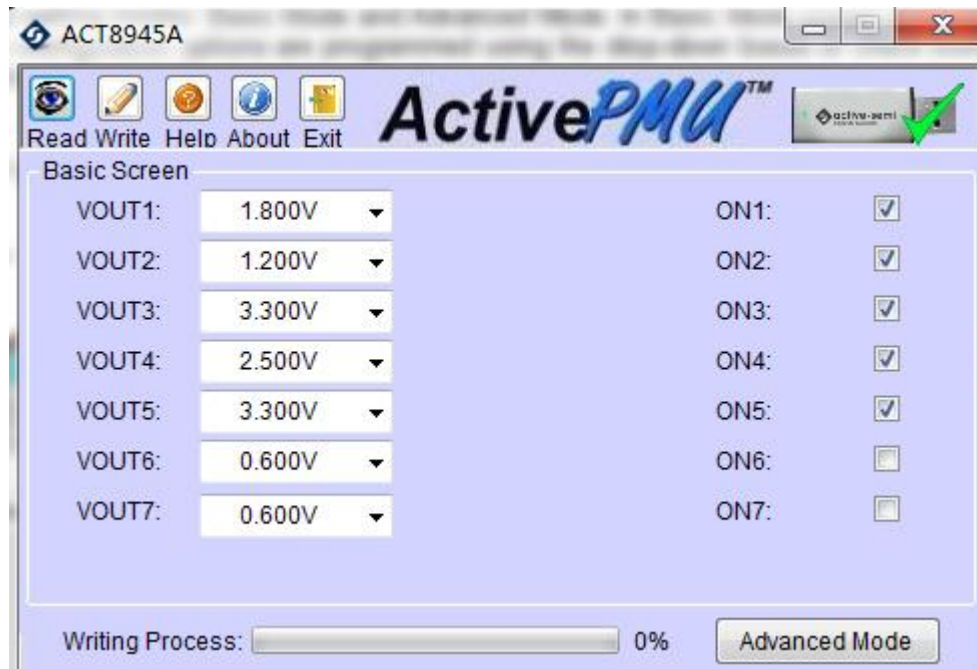 ACT8945A
Read Write Help About Exit
ActivePMU™
active-semi
Basic Screen
VOUT1: 1.800V ON1:
VOUT2: 1.200V ON2:
VOUT3: 3.300V ON3:
VOUT4: 2.500V ON4:
VOUT5: 3.300V ON5:
VOUT6: 0.600V ON6:
VOUT7: 0.600V ON7:
Writing Process: 0% Advanced Mode